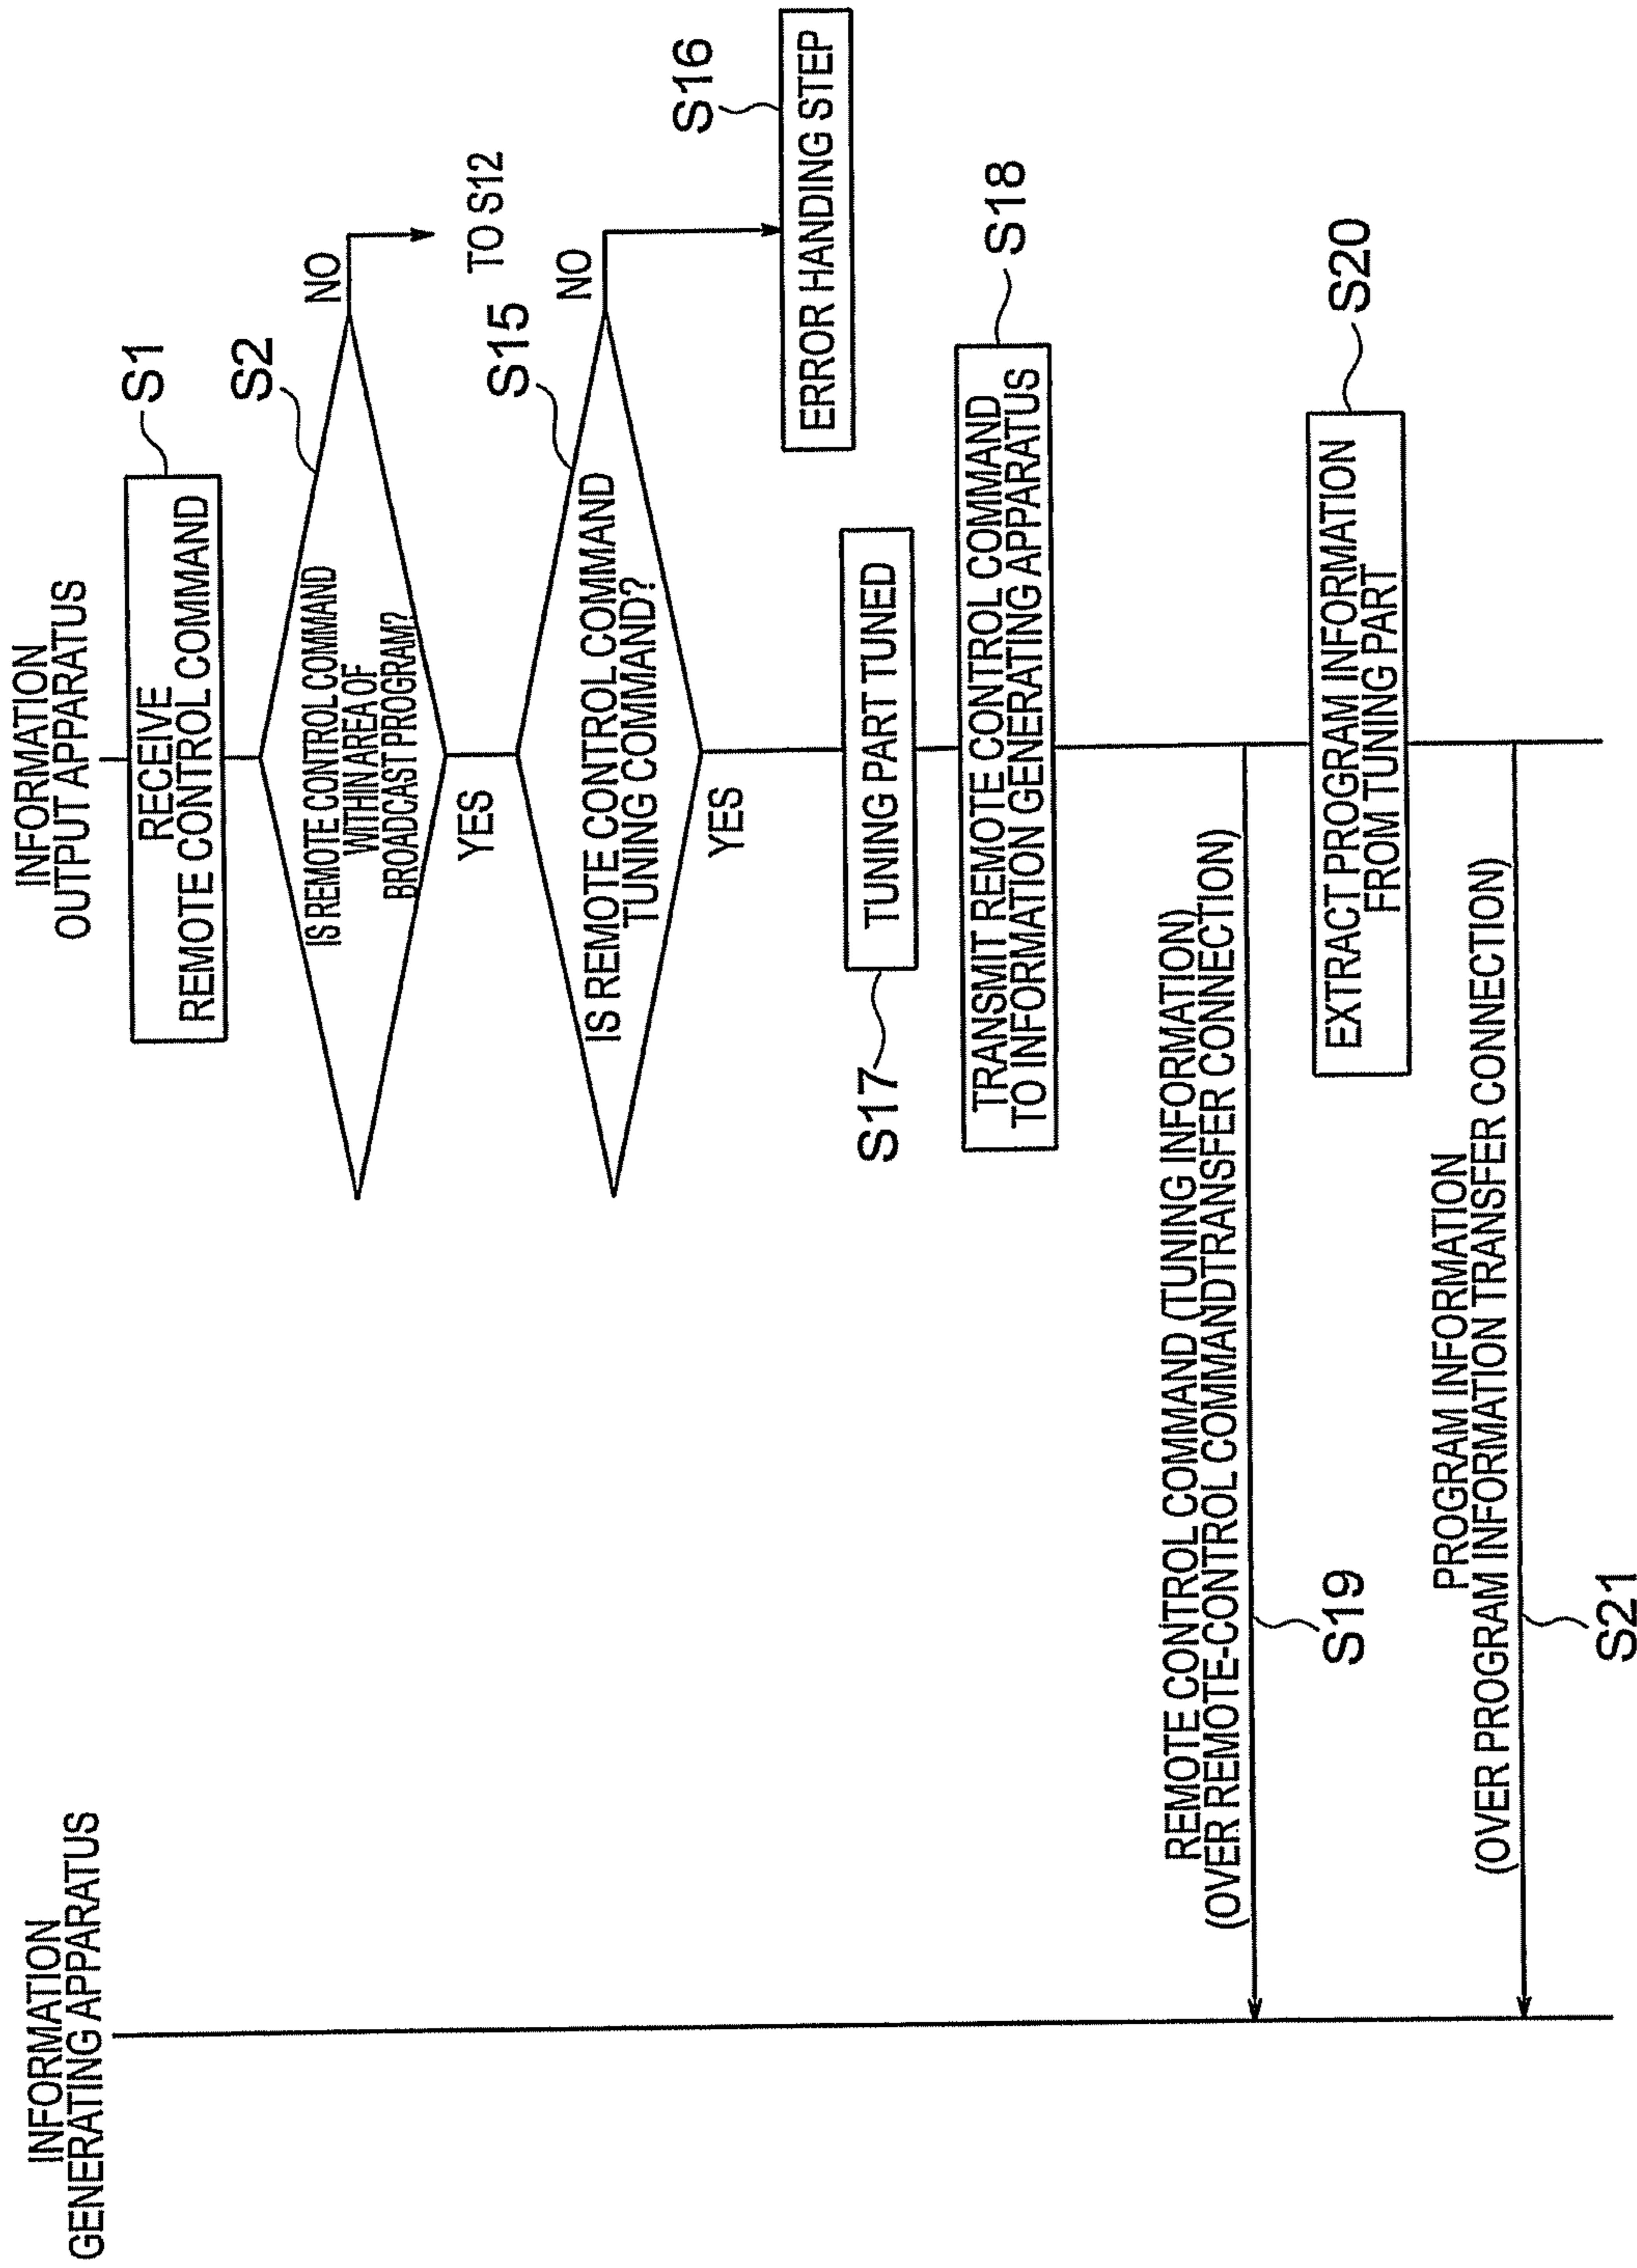 INFORMATION
GENERATING APPARATUS
INFORMATION
OUTPUT APPARATUS
S1
RECEIVE
REMOTE CONTROL COMMAND
S2
IS REMOTE CONTROL COMMAND
WITHIN AREA OF
BROADCAST PROGRAM?
NO
TO S12
YES
S15
IS REMOTE CONTROL COMMAND
TUNING COMMAND?
NO
S16
ERROR HANDING STEP
YES
S17
TUNING PART TUNED
S18
TRANSMIT REMOTE CONTROL COMMAND
TO INFORMATION GENERATING APPARATUS
REMOTE CONTROL COMMAND (TUNING INFORMATION)
(OVER REMOTE-CONTROL COMMANDTRANSFER CONNECTION)
S19
S20
EXTRACT PROGRAM INFORMATION
FROM TUNING PART
PROGRAM INFORMATION
(OVER PROGRAM INFORMATION TRANSFER CONNECTION)
S21